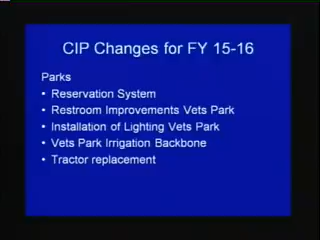 CIP Changes for FY 15-16
Parks
• Reservation System
• Restroom Improvements Vets Park
• Installation of Lighting Vets Park
• Vets Park Irrigation Backbone
• Tractor replacement